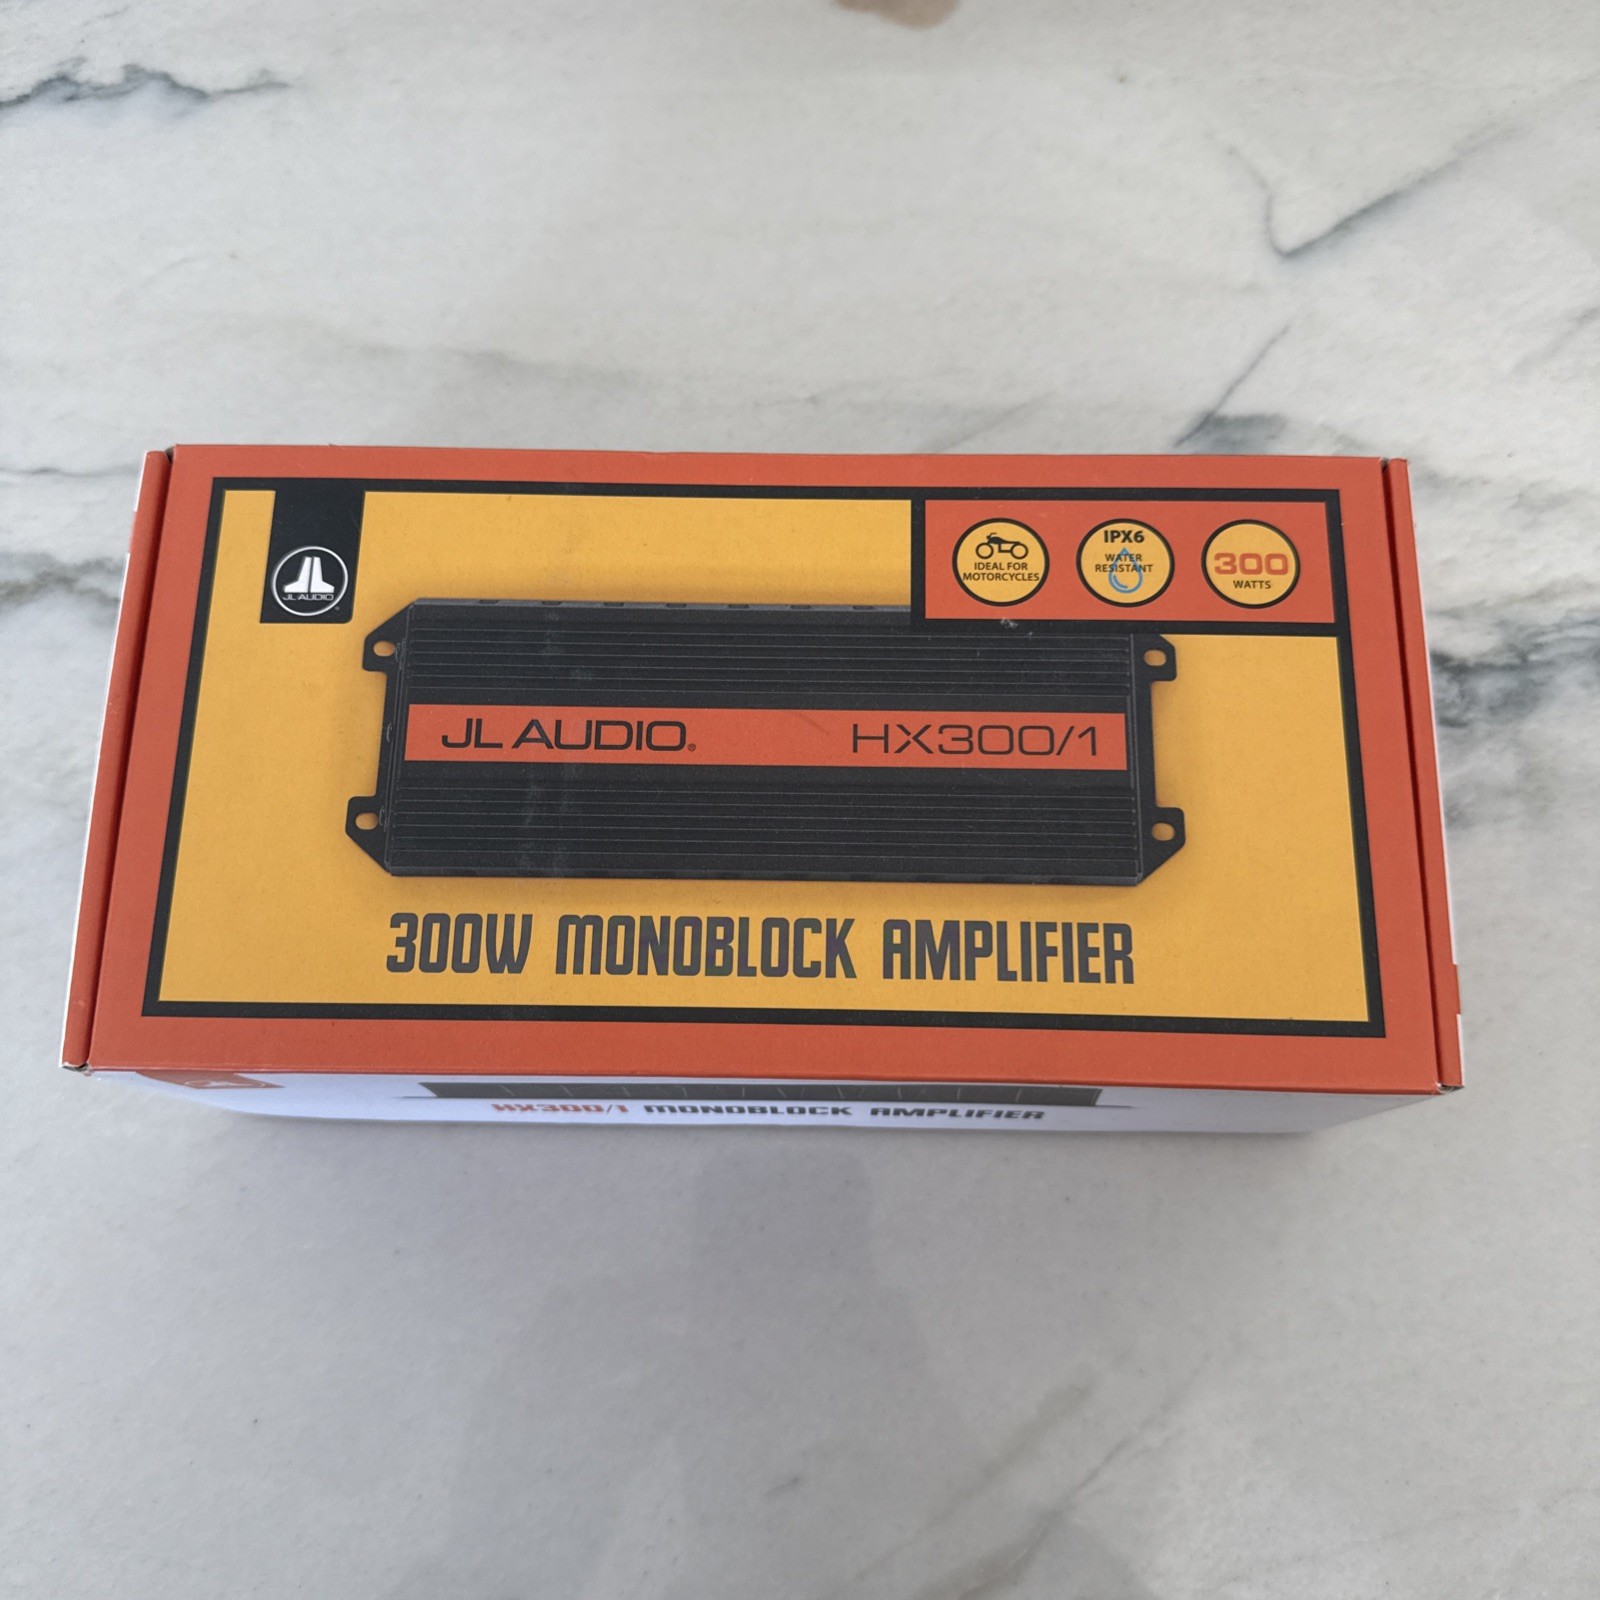 JL AUDIO
IDEAL FOR
MOTORCYCLES
IPX6
WATER
RESISTANT
300
WATTS
JL AUDIO®
HX300/1
300W MONOBLOCK AMPLIFIER
HX300/1 MONOBLOCK AMPLIFIER